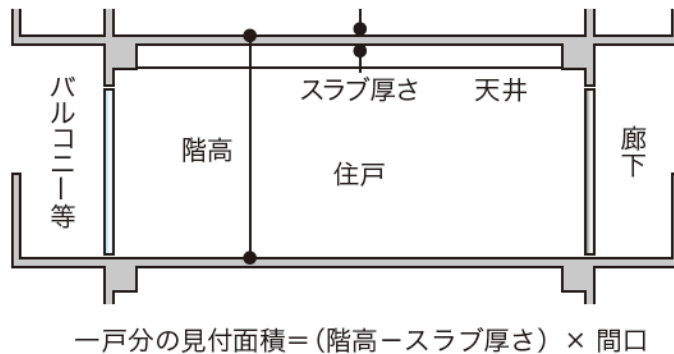 バルコニー等
スラブ厚さ
天井
階高
住戸
廊下
一戸分の見付面積＝(階高－スラブ厚さ) × 間口